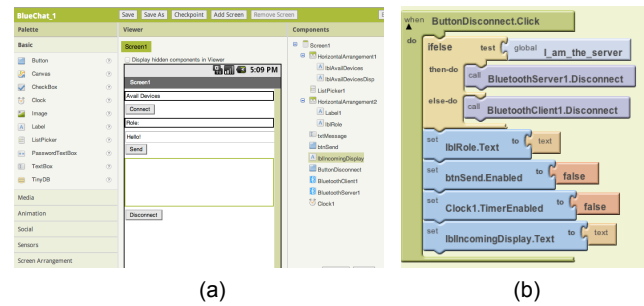 BlueChat_1
Save Save As Checkpoint Add Screen Remove Screen
Palette
Viewer
Components
Basic
Button
Canvas
CheckBox
Clock
Image
Label
ListPicker
PasswordTextBox
TextBox
TinyDB
Media
Animation
Social
Sensors
Screen Arrangement
Screen1
Display hidden components in Viewer
5:09 PM
Screen1
Avail Devices
Connect
Role:
Hello!
Send
Disconnect
Screen1
HorizontalArrangement1
lblAvailDevices
lblAvailDevicesDisp
ListPicker1
HorizontalArrangement2
Label1
lblRole
txtMessage
btnSend
lblIncomingDisplay
ButtonDisconnect
BluetoothClient1
BluetoothServer1
Clock1
(a)
when ButtonDisconnect.Click
do ifelse test global I_am_the_server
then-do call BluetoothServer1.Disconnect
else-do call BluetoothClient1.Disconnect
set lblRole.Text to text
set btnSend.Enabled to false
set Clock1.TimerEnabled to false
set lblIncomingDisplay.Text to text
(b)